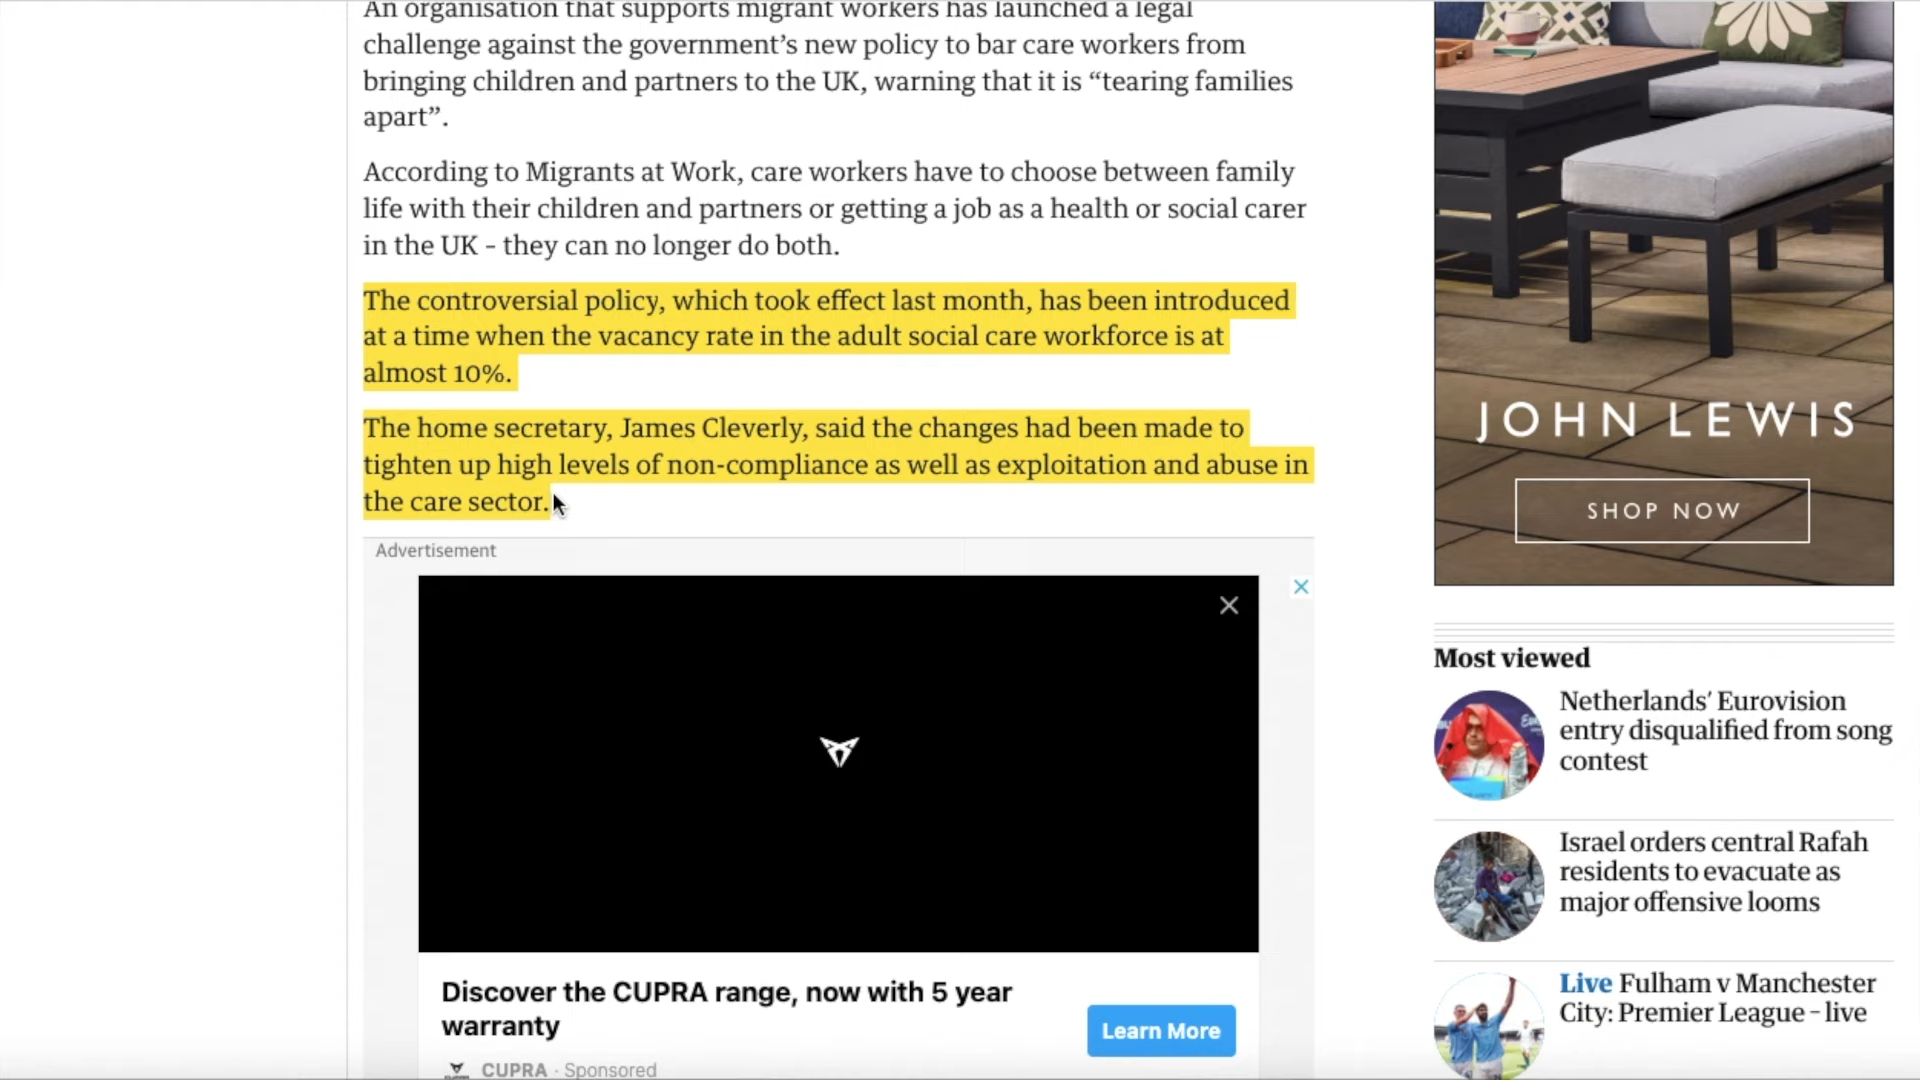 An organisation that supports migrant workers has launched a legal
challenge against the government's new policy to bar care workers from
bringing children and partners to the UK, warning that it is “tearing families
apart”.
According to Migrants at Work, care workers have to choose between family
life with their children and partners or getting a job as a health or social carer
in the UK – they can no longer do both.
The controversial policy, which took effect last month, has been introduced
at a time when the vacancy rate in the adult social care workforce is at
almost 10%.
The home secretary, James Cleverly, said the changes had been made to
tighten up high levels of non-compliance as well as exploitation and abuse in
the care sector.
Advertisement
Discover the CUPRA range, now with 5 year
warranty
Learn More
CUPRA · Sponsored
JOHN LEWIS
SHOP NOW
Most viewed
Netherlands’ Eurovision
entry disqualified from song
contest
Israel orders central Rafah
residents to evacuate as
major offensive looms
Live Fulham v Manchester
City: Premier League – live